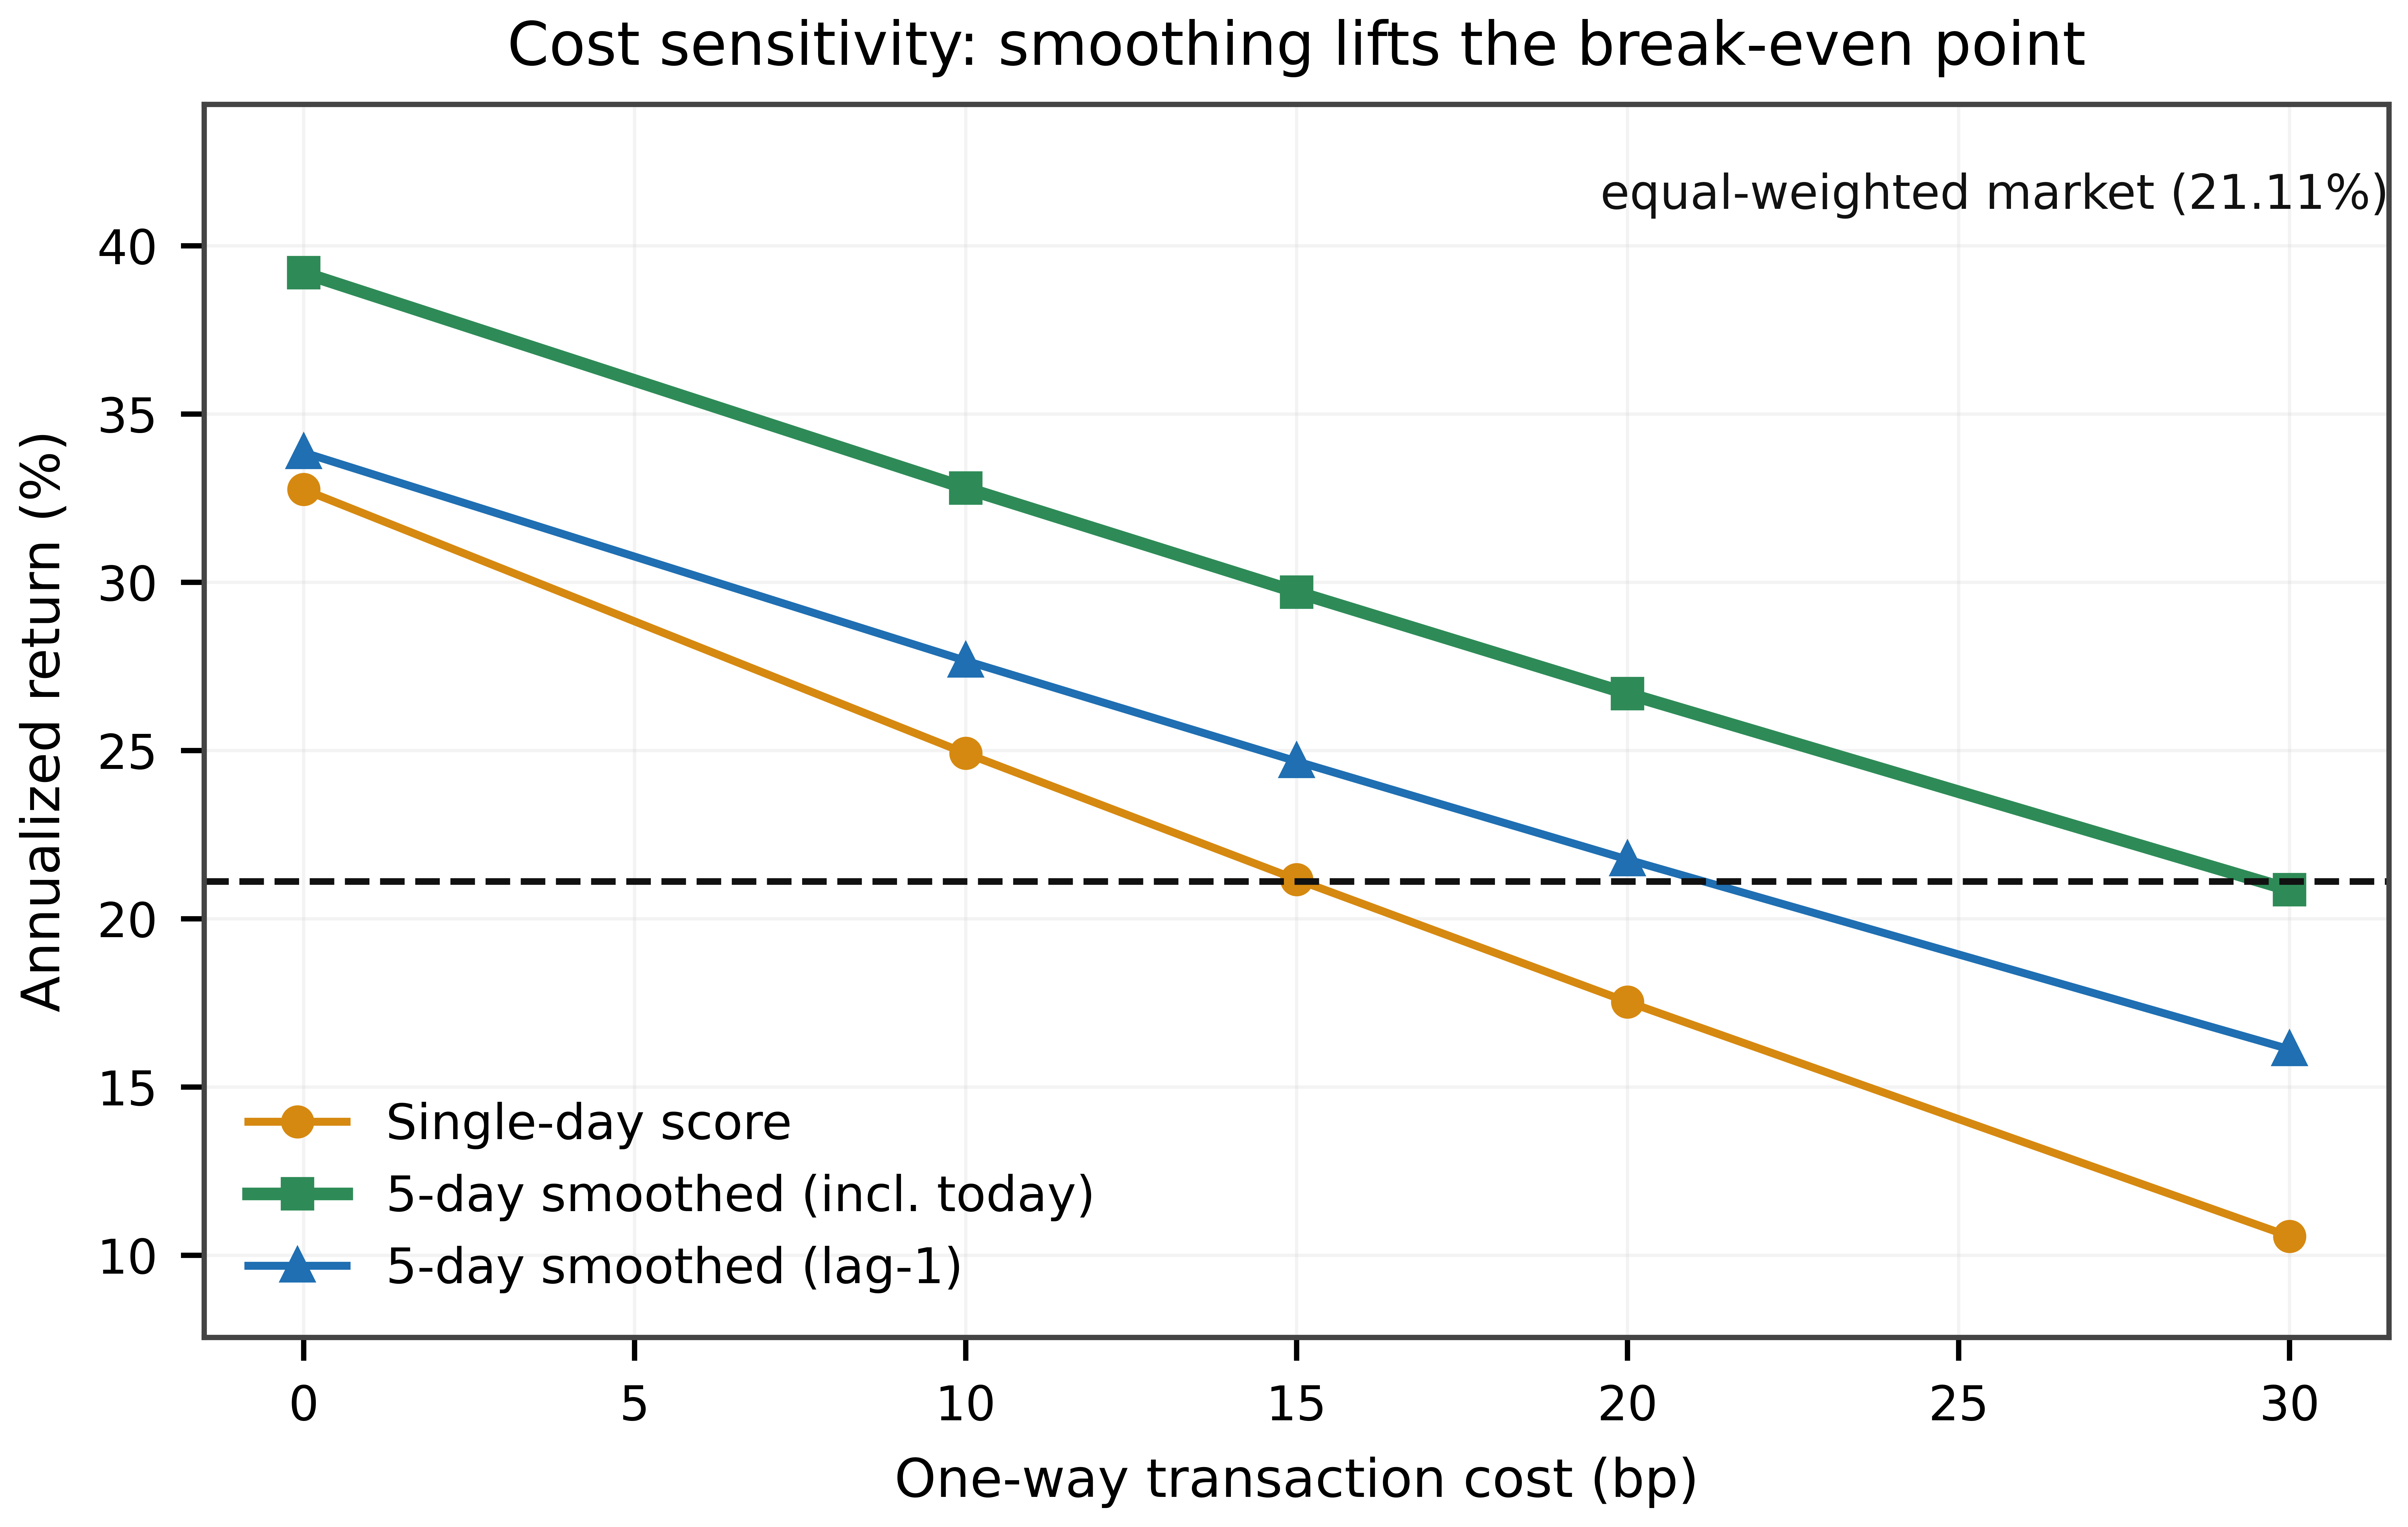 Cost sensitivity: smoothing lifts the break-even point
equal-weighted market (21.11%)
Annualized return (%)
40
35
30
25
20
15
10
Single-day score
5-day smoothed (incl. today)
5-day smoothed (lag-1)
0 5 10 15 20 25 30
One-way transaction cost (bp)